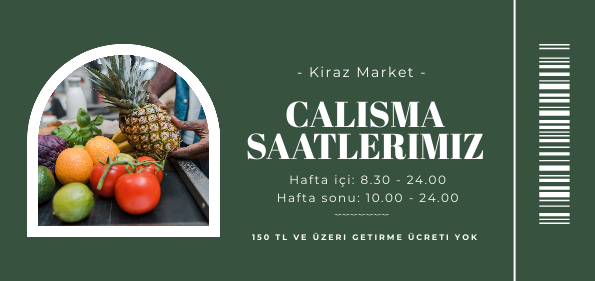 - Kiraz Market -
CALISMA
SAATLERIMIZ
Hafta içi: 8.30 - 24.00
Hafta sonu: 10.00 - 24.00
150 TL VE ÜZERI GETIRME ÜCRETI YOK